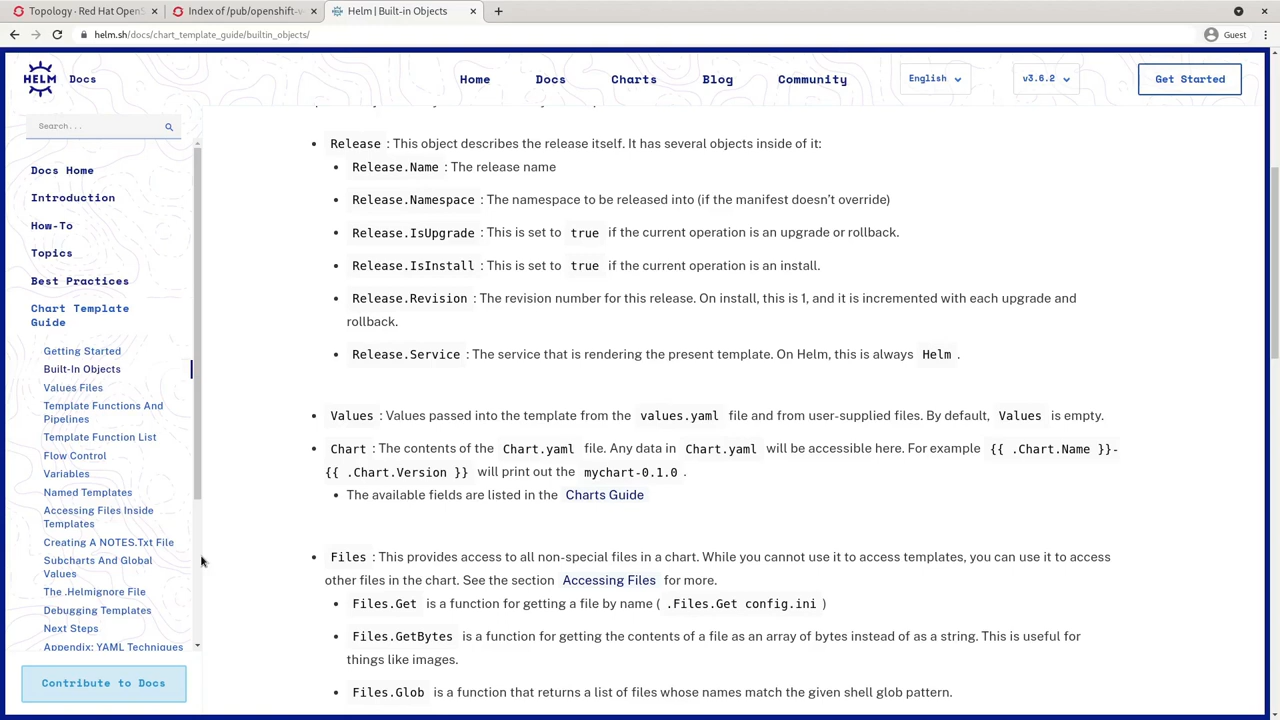 Topology · Red Hat OpenS
Index of /pub/openshift-v
Helm | Built-in Objects
helm.sh/docs/chart_template_guide/builtin_objects/
Guest
HELM Docs
Home
Docs
Charts
Blog
Community
English
v3.6.2
Get Started
Search...
Docs Home
Introduction
How-To
Topics
Best Practices
Chart Template
Guide
Getting Started
Built-In Objects
Values Files
Template Functions And
Pipelines
Template Function List
Flow Control
Variables
Named Templates
Accessing Files Inside
Templates
Creating A NOTES.Txt File
Subcharts And Global
Values
The .Helmignore File
Debugging Templates
Next Steps
Appendix: YAML Techniques
Contribute to Docs
Release : This object describes the release itself. It has several objects inside of it:
Release.Name : The release name
Release.Namespace : The namespace to be released into (if the manifest doesn't override)
Release.IsUpgrade : This is set to true if the current operation is an upgrade or rollback.
Release.IsInstall : This is set to true if the current operation is an install.
Release.Revision : The revision number for this release. On install, this is 1, and it is incremented with each upgrade and
rollback.
Release.Service : The service that is rendering the present template. On Helm, this is always Helm .
Values : Values passed into the template from the values.yaml file and from user-supplied files. By default, Values is empty.
Chart : The contents of the Chart.yaml file. Any data in Chart.yaml will be accessible here. For example {{ .Chart.Name }}-
{{ .Chart.Version }} will print out the mychart-0.1.0 .
The available fields are listed in the Charts Guide
Files : This provides access to all non-special files in a chart. While you cannot use it to access templates, you can use it to access
other files in the chart. See the section Accessing Files for more.
Files.Get is a function for getting a file by name ( .Files.Get config.ini )
Files.GetBytes is a function for getting the contents of a file as an array of bytes instead of as a string. This is useful for
things like images.
Files.Glob is a function that returns a list of files whose names match the given shell glob pattern.